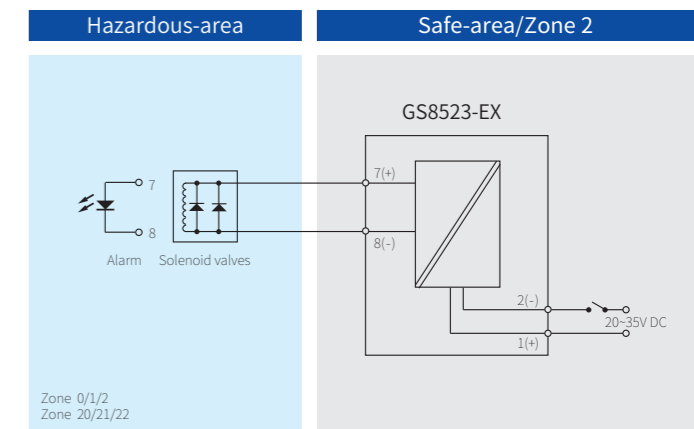 Hazardous-area
Safe-area/Zone 2
GS8523-EX
7(+)
7
8
8(-)
Alarm
Solenoid valves
2(-)
20~35V DC
1(+)
Zone 0/1/2
Zone 20/21/22